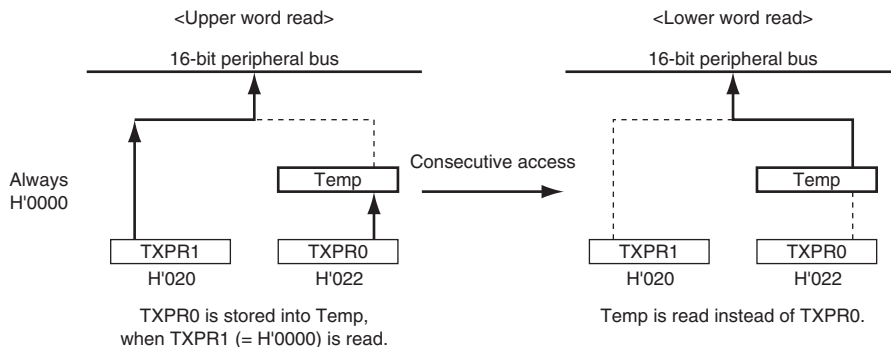 <Upper word read>
16-bit peripheral bus
Always
H'0000
Temp
TXPR1
TXPR0
H'020
H'022
TXPR0 is stored into Temp,
when TXPR1 (= H'0000) is read.
Consecutive access
<Lower word read>
16-bit peripheral bus
Temp
TXPR1
TXPR0
H'020
H'022
Temp is read instead of TXPR0.